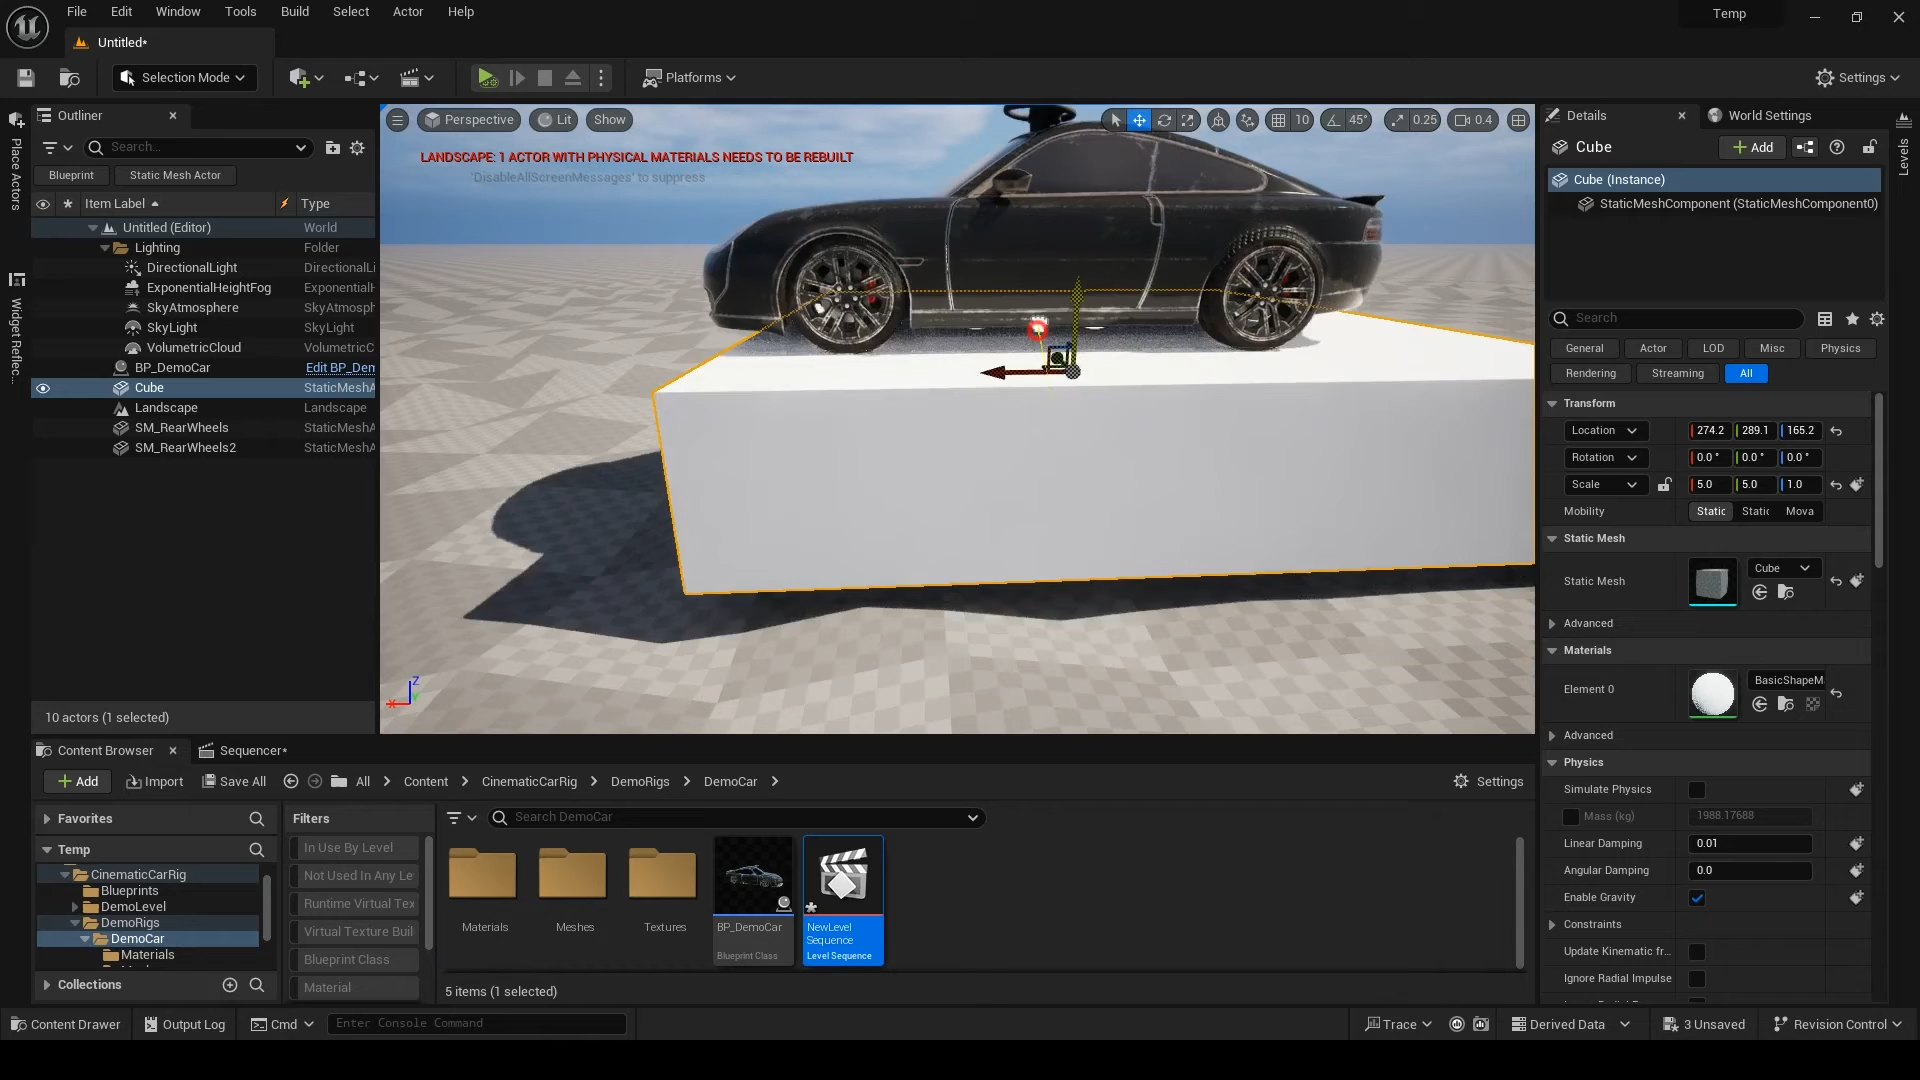 File Edit Window Tools Build Select Actor Help
Temp
Untitled*
Selection Mode
Platforms
Settings
Place Actors
Widget Reflec...
Outliner
Search...
Blueprint Static Mesh Actor
Item Label Type
Untitled (Editor) World
Lighting Folder
DirectionalLight DirectionalLi
ExponentialHeightFog Exponential
SkyAtmosphere SkyAtmosph
SkyLight SkyLight
VolumetricCloud VolumetricC
BP_DemoCar Edit BP_Dem
Cube StaticMeshA
Landscape Landscape
SM_RearWheels StaticMeshA
SM_RearWheels2 StaticMeshA
10 actors (1 selected)
Perspective Lit Show
10 45° 0.25 0.4
LANDSCAPE: 1 ACTOR WITH PHYSICAL MATERIALS NEEDS TO BE REBUILT
'DisableAllScreenMessages' to suppress
Z
X
Details World Settings
Levels
Cube Add
Cube (Instance)
StaticMeshComponent (StaticMeshComponent0)
Search
General Actor LOD Misc Physics
Rendering Streaming All
Transform
Location 274.2 289.1 165.2
Rotation 0.0 ° 0.0 ° 0.0 °
Scale 5.0 5.0 1.0
Mobility Static Static Mova
Static Mesh
Static Mesh Cube
Advanced
Materials
Element 0 BasicShapeM
Advanced
Physics
Simulate Physics
Mass (kg) 1988.17688
Linear Damping 0.01
Angular Damping 0.0
Enable Gravity
Constraints
Update Kinematic fr...
Ignore Radial Impulse
Content Browser Sequencer*
Add Import Save All All Content CinematicCarRig DemoRigs DemoCar Settings
Favorites
Temp
CinematicCarRig
Blueprints
DemoLevel
DemoRigs
DemoCar
Materials
Collections
Filters
In Use By Level
Not Used In Any Le
Runtime Virtual Tex
Virtual Texture Buil
Blueprint Class
Material
Search DemoCar
Materials Meshes Textures
BP_DemoCar
Blueprint Class
NewLevel
Sequence
Level Sequence
5 items (1 selected)
Content Drawer Output Log Cmd Enter Console Command Trace Derived Data 3 Unsaved Revision Control